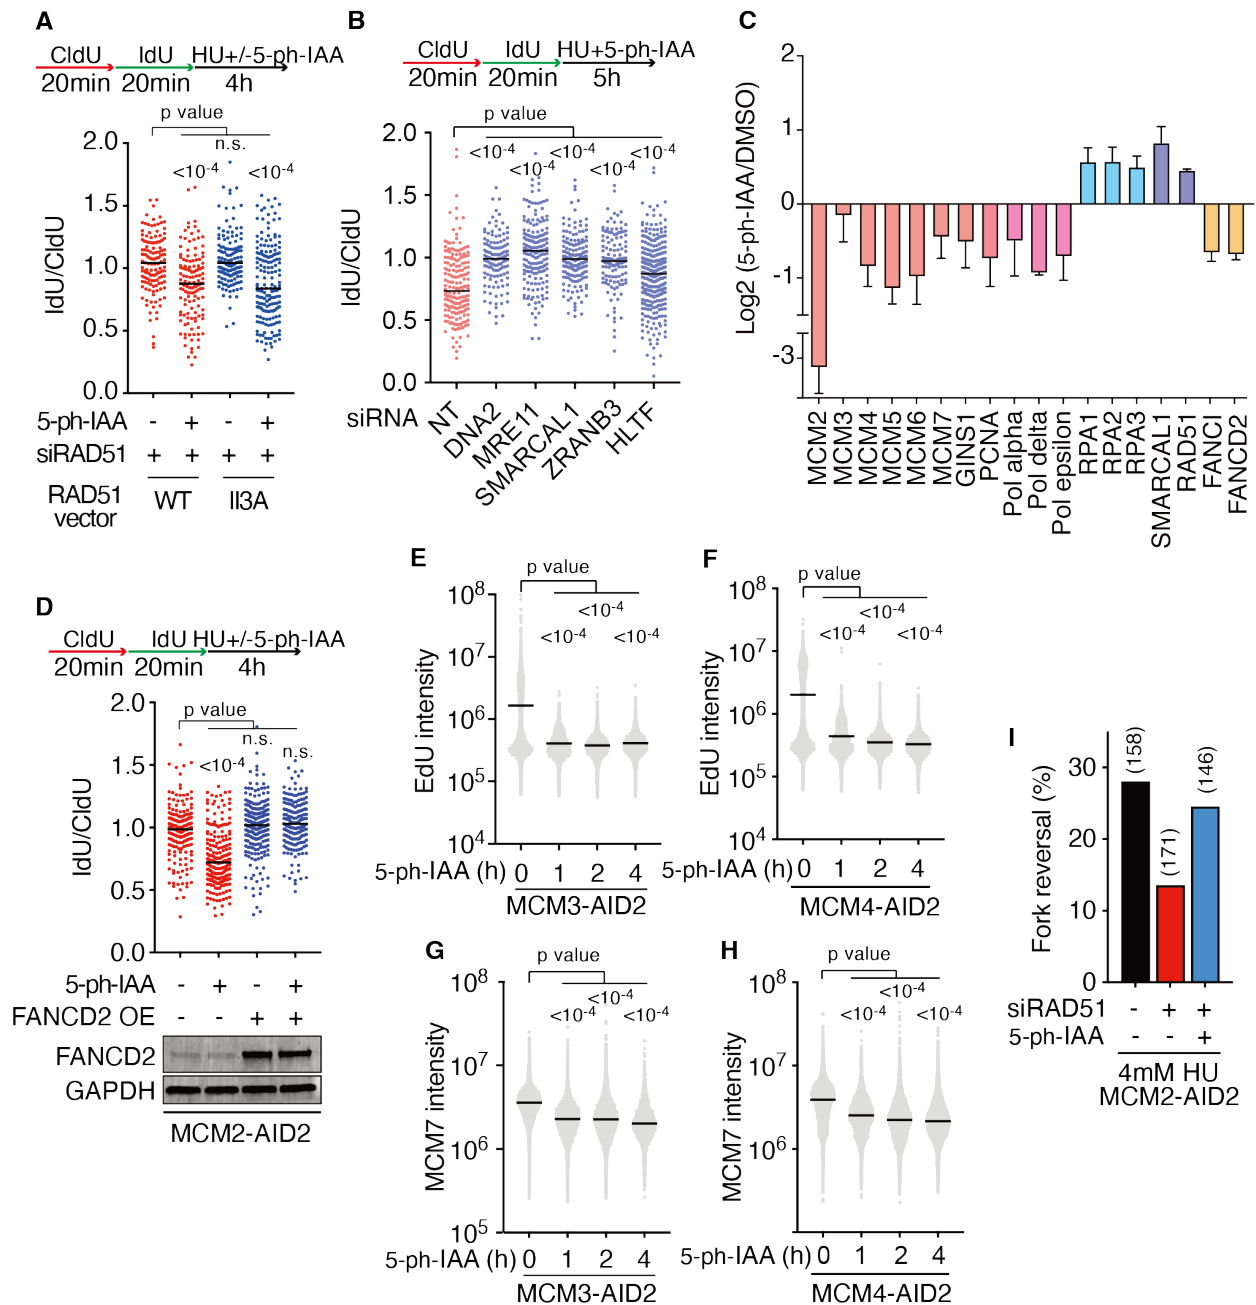 A
CldU IdU HU+/-5-ph-IAA
20min 20min 4h
p value
n.s.
<10-4 <10-4
2.0
1.5
1.0
0.5
0.0
IdU/CldU
5-ph-IAA - + - +
siRAD51 + + + +
RAD51 vector WT II3A
B
CldU IdU HU+5-ph-IAA
20min 20min 5h
p value
<10-4 <10-4 <10-4
<10-4 <10-4
2.0
1.5
1.0
0.5
0.0
IdU/CldU
siRNA NT DNA2 MRE11 SMARCAL1 ZRANB3 HLTF
C
2
1
0
-1
-3
Log2 (5-ph-IAA/DMSO)
MCM2
MCM3
MCM4
MCM5
MCM6
MCM7
GINS1
PCNA
Pol alpha
Pol delta
Pol epsilon
RPA1
RPA2
RPA3
SMARCAL1
RAD51
FANCI
FANCD2
D
CldU IdU HU+/-5-ph-IAA
20min 20min 4h
p value
n.s.
<10-4 n.s.
2.0
1.5
1.0
0.5
0.0
IdU/CldU
5-ph-IAA - + - +
FANCD2 OE - - + +
FANCD2
GAPDH
MCM2-AID2
E
p value
<10-4
<10-4 <10-4
108
107
106
105
104
EdU intensity
5-ph-IAA (h) 0 1 2 4
MCM3-AID2
F
p value
<10-4
<10-4 <10-4
108
107
106
105
104
EdU intensity
5-ph-IAA (h) 0 1 2 4
MCM4-AID2
G
p value
<10-4
<10-4 <10-4
108
107
106
105
MCM7 intensity
5-ph-IAA (h) 0 1 2 4
MCM3-AID2
H
p value
<10-4
<10-4 <10-4
108
107
106
MCM7 intensity
5-ph-IAA (h) 0 1 2 4
MCM4-AID2
I
(158)
(171)
(146)
30
20
10
0
Fork reversal (%)
siRAD51 - + +
5-ph-IAA - - +
4mM HU
MCM2-AID2